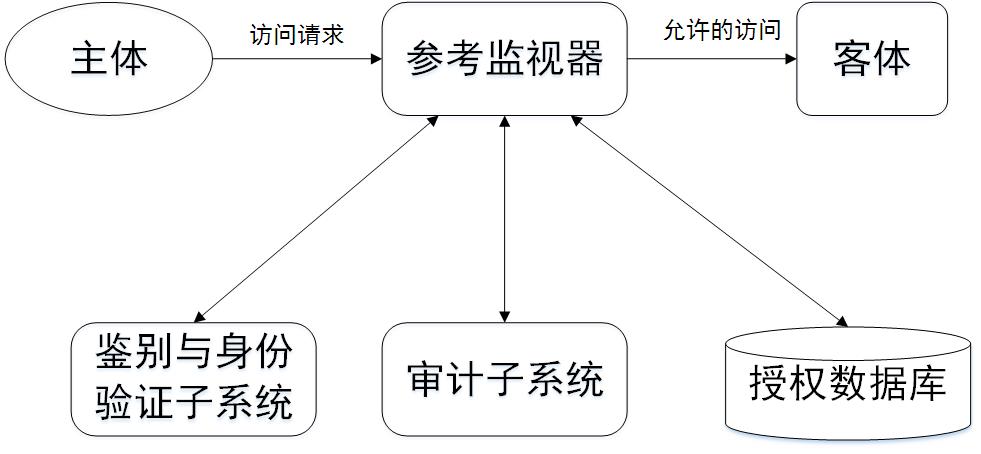 主体
访问请求
参考监视器
允许的访问
客体
鉴别与身份
验证子系统
审计子系统
授权数据库